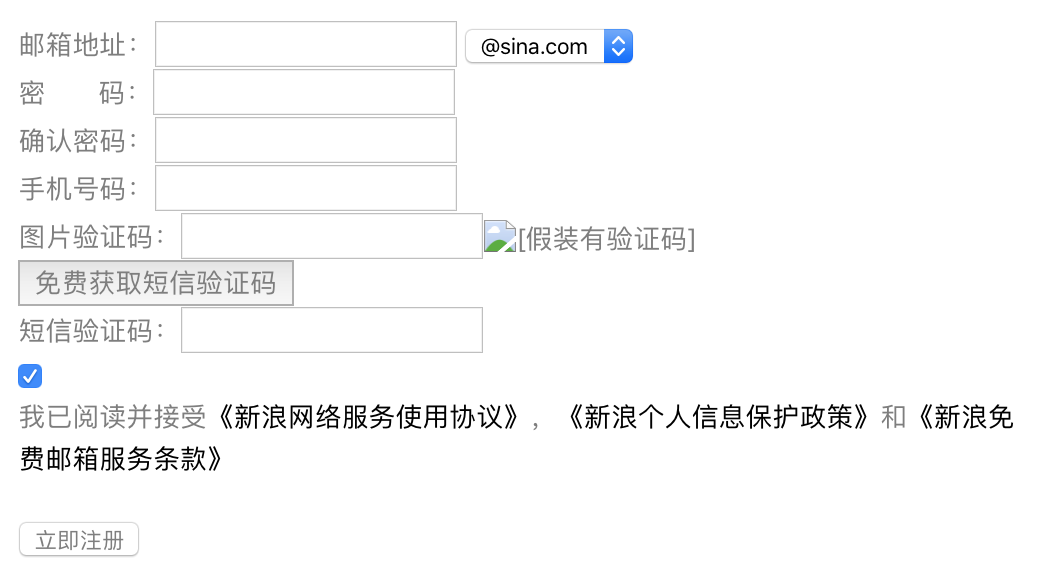 邮箱地址： @sina.com
密　　码：
确认密码：
手机号码：
图片验证码： [假装有验证码]
免费获取短信验证码
短信验证码：
我已阅读并接受《新浪网络服务使用协议》，《新浪个人信息保护政策》和《新浪免
费邮箱服务条款》
立即注册